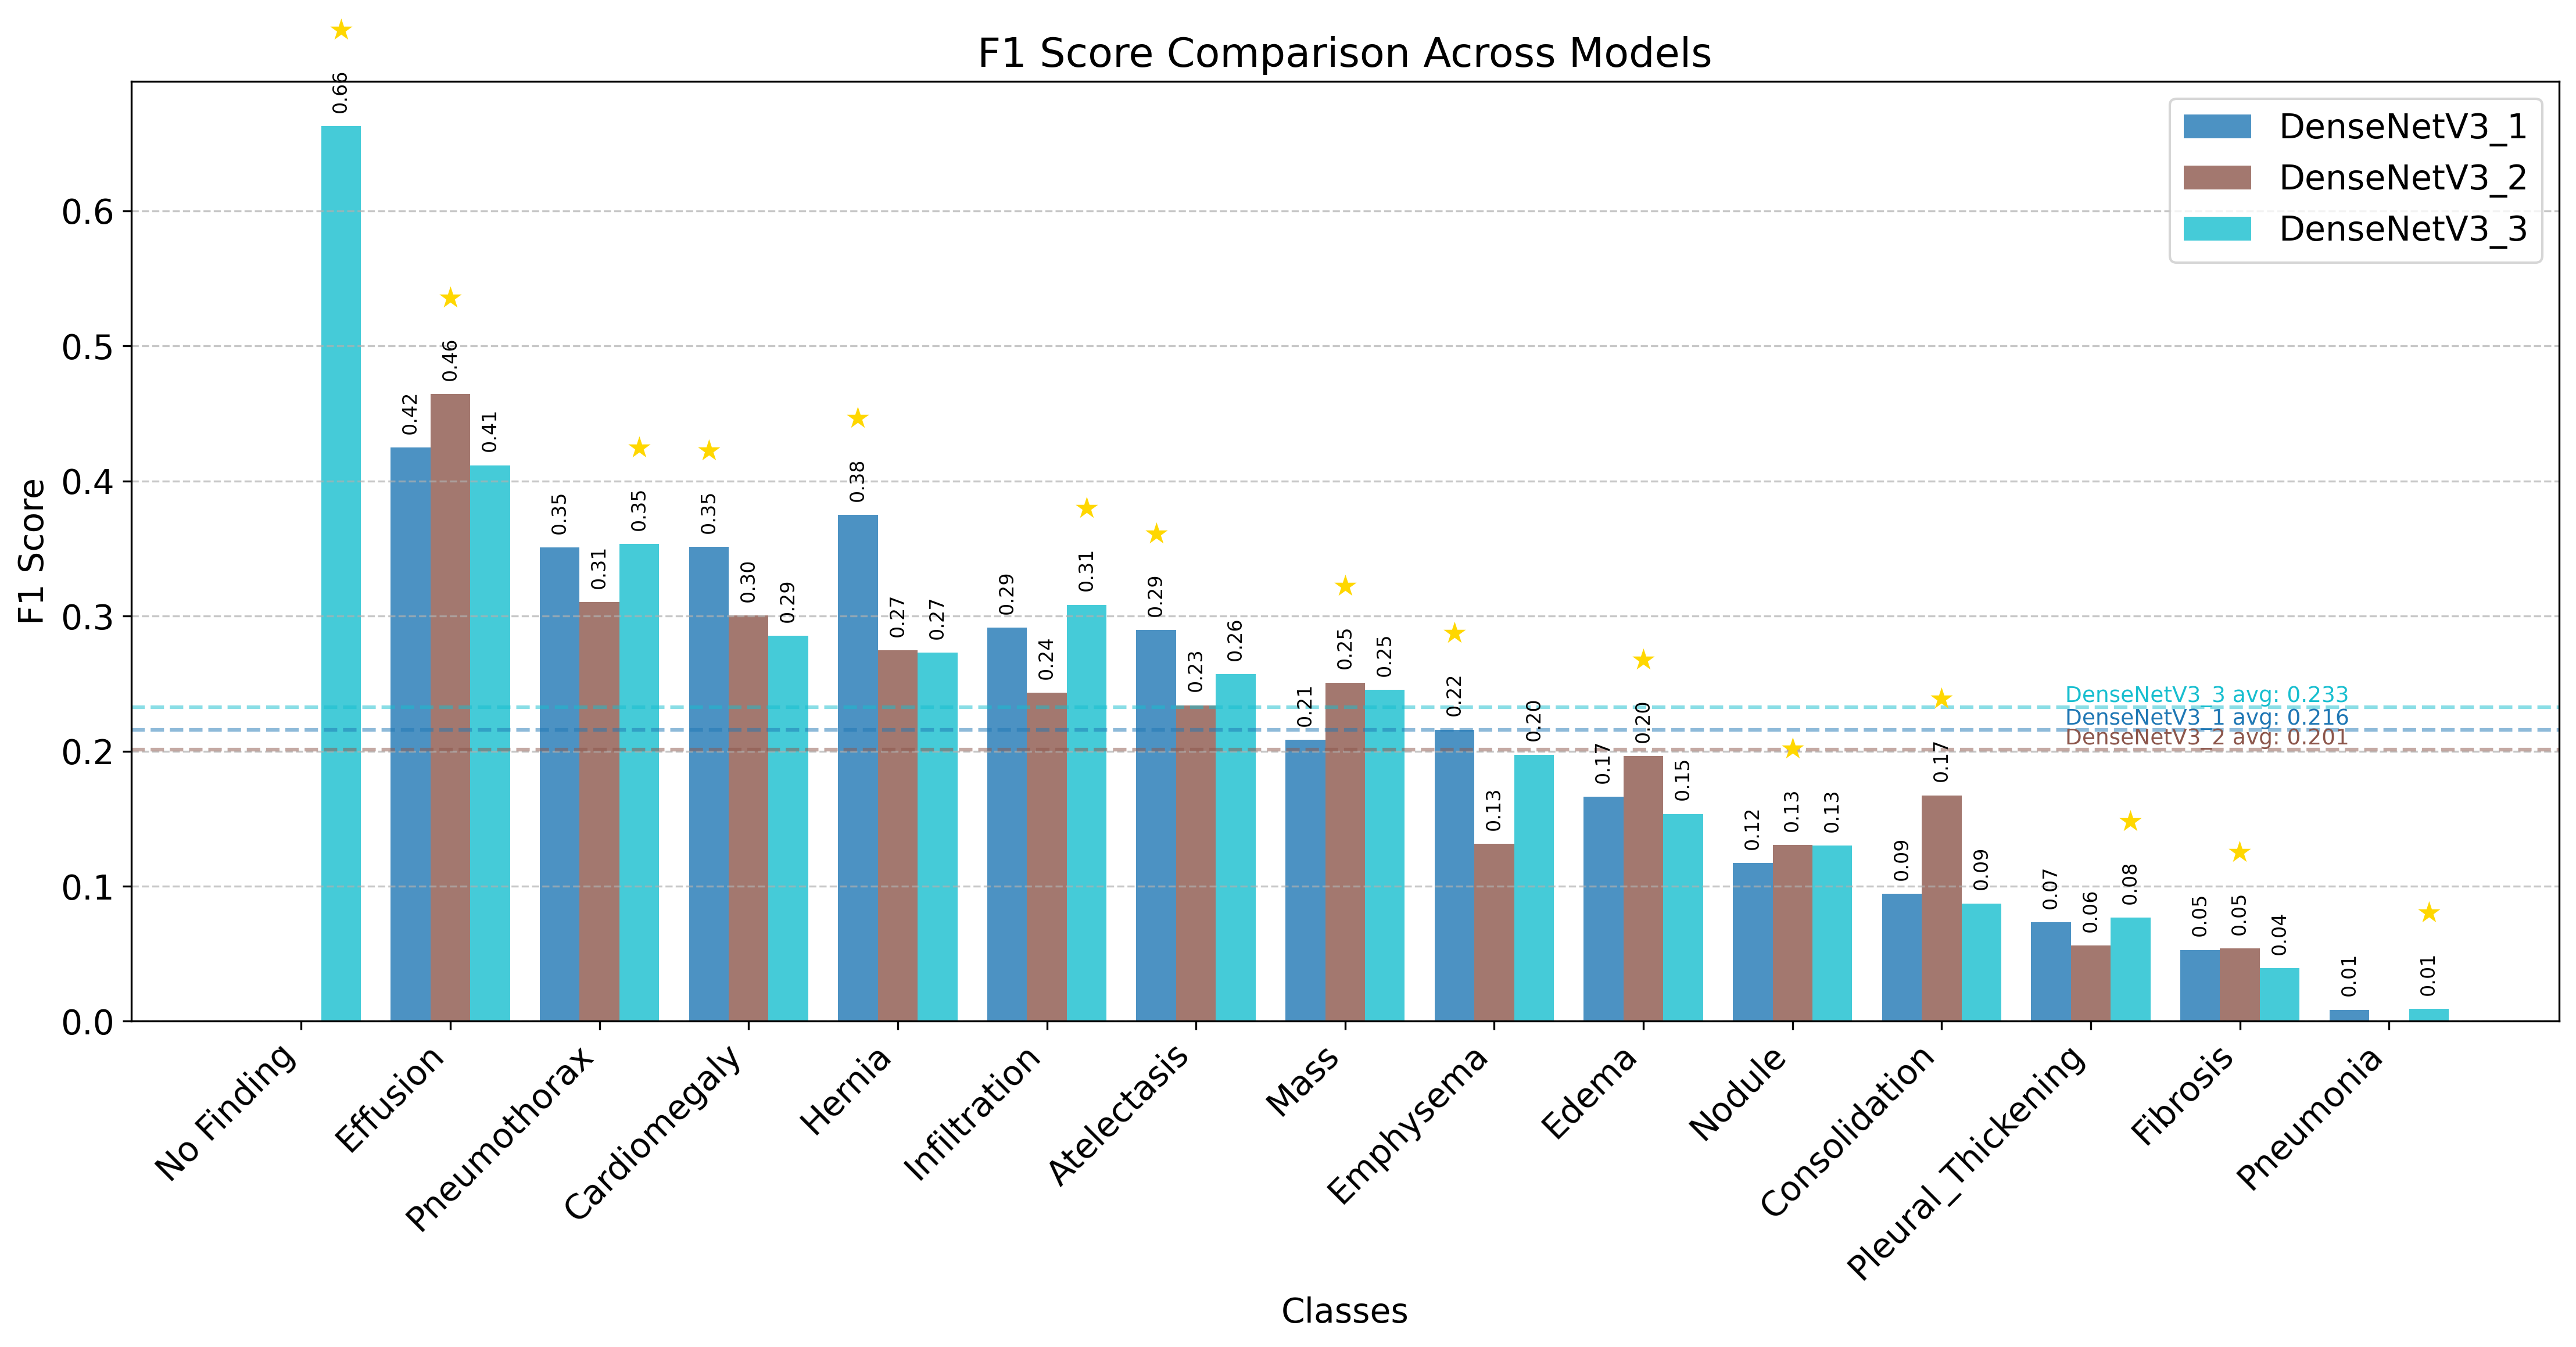 F1 Score Comparison Across Models
DenseNetV3_1
DenseNetV3_2
DenseNetV3_3
F1 Score
0.6
0.5
0.4
0.3
0.2
0.1
0.0
0.66
0.42
0.46
0.41
0.35
0.31
0.35
0.35
0.30
0.29
0.38
0.27
0.27
0.29
0.24
0.31
0.29
0.23
0.26
0.21
0.25
0.25
0.22
0.13
0.20
0.17
0.20
0.15
0.12
0.13
0.13
0.09
0.17
0.09
0.07
0.06
0.08
0.05
0.05
0.04
0.01
0.01
DenseNetV3_3 avg: 0.233
DenseNetV3_1 avg: 0.216
DenseNetV3_2 avg: 0.201
No Finding
Effusion
Pneumothorax
Cardiomegaly
Hernia
Infiltration
Atelectasis
Mass
Emphysema
Edema
Nodule
Consolidation
Pleural_Thickening
Fibrosis
Pneumonia
Classes